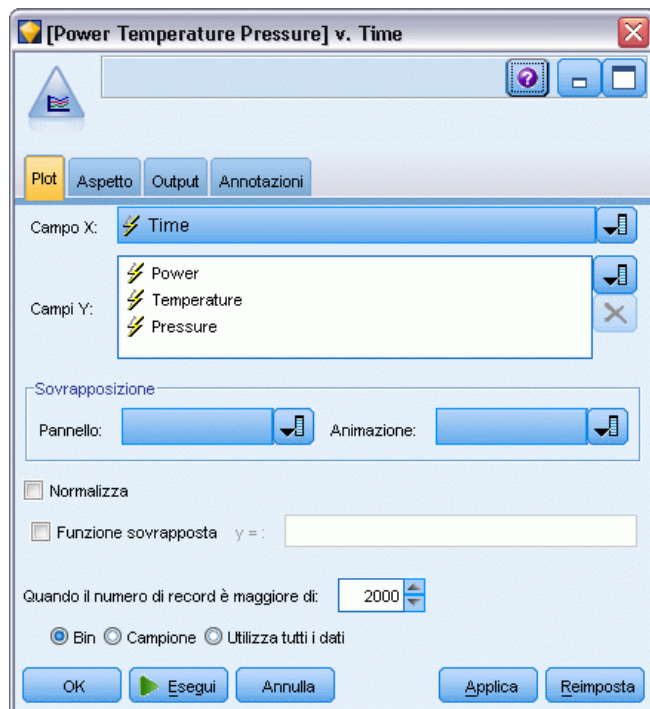 [Power Temperature Pressure] v. Time
Plot Aspetto Output Annotazioni
Campo X: Time
Campi Y:
Power
Temperature
Pressure
Sovrapposizione
Pannello: Animazione:
Normalizza
Funzione sovrapposta y = :
Quando il numero di record è maggiore di: 2000
Bin Campione Utilizza tutti i dati
OK Esegui Annulla Applica Reimposta